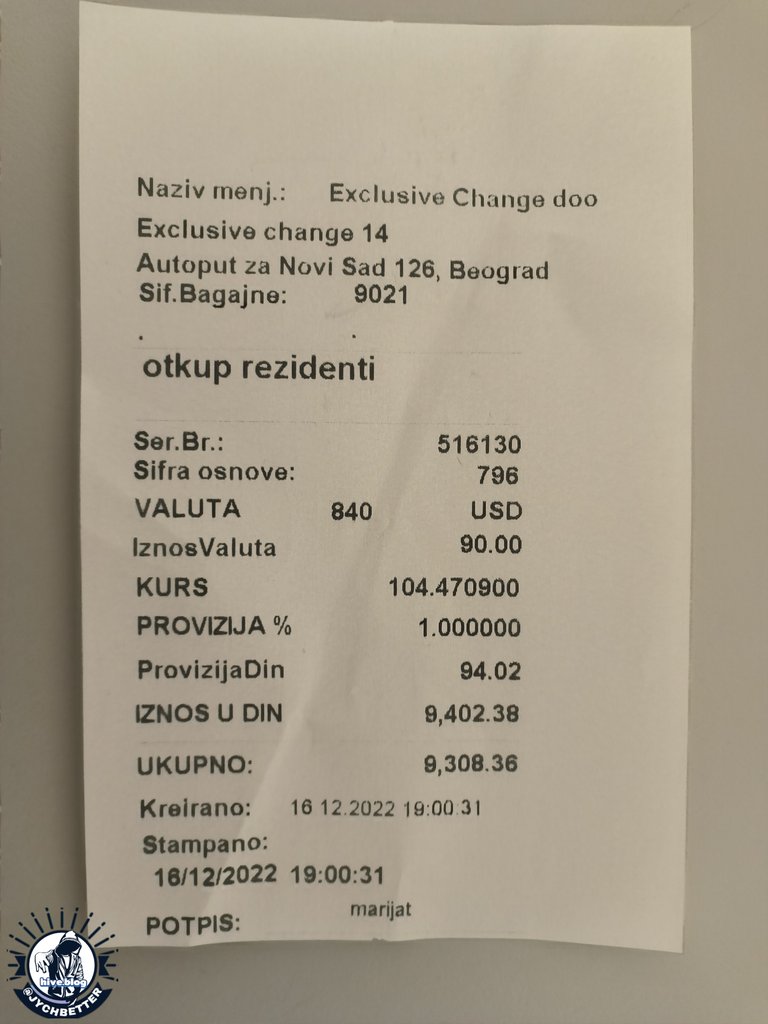 Naziv menj.: Exclusive Change doo
Exclusive change 14
Autoput za Novi Sad 126, Beograd
Sif.Bagajne: 9021
. .
otkup rezidenti
Ser.Br.: 516130
Sifra osnove: 796
VALUTA 840 USD
IznosValuta 90.00
KURS 104.470900
PROVIZIJA % 1.000000
ProvizijaDin 94.02
IZNOS U DIN 9,402.38
UKUPNO: 9,308.36
Kreirano: 16 12.2022 19:00:31
Stampano:
16/12/2022 19:00:31
marijat
POTPIS:
hive.blog
@JYCHBETTER